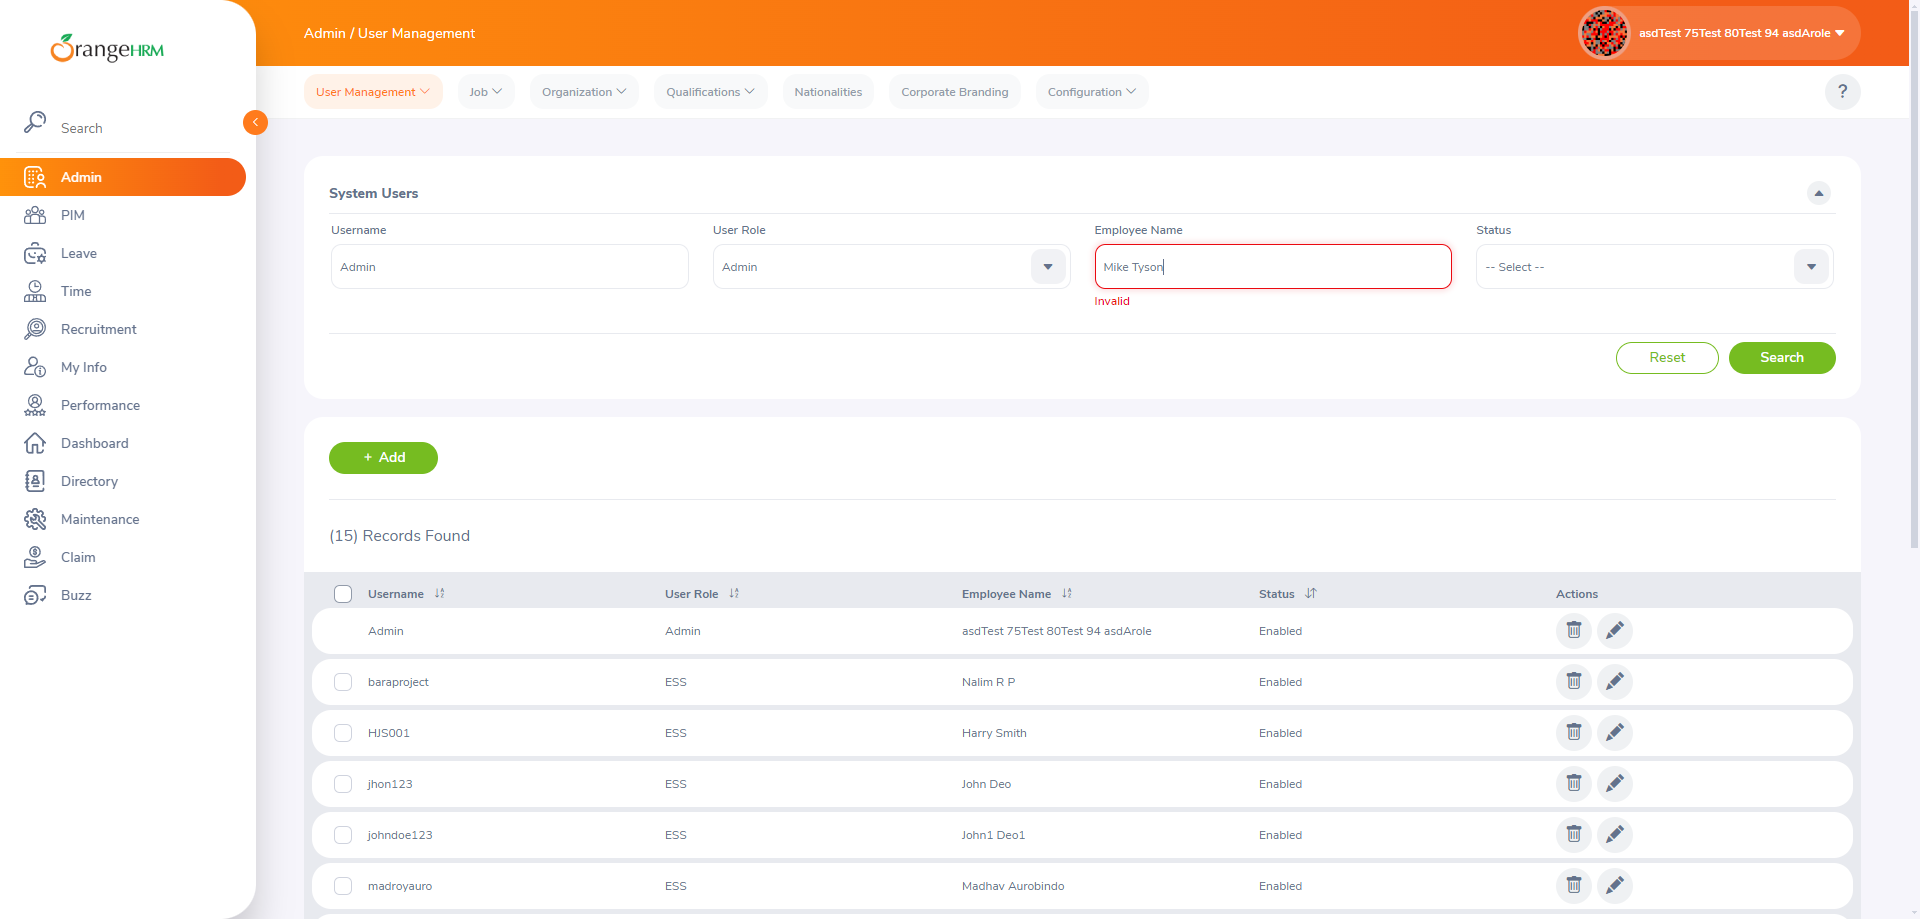 OrangeHRM
Admin / User Management
asdTest 75Test 80Test 94 asdArole
User Management
Job
Organization
Qualifications
Nationalities
Corporate Branding
Configuration
?
Search
Admin
PIM
Leave
Time
Recruitment
My Info
Performance
Dashboard
Directory
Maintenance
Claim
Buzz
System Users
Username
User Role
Employee Name
Status
Admin
Admin
Mike Tyson
-- Select --
Invalid
Reset
Search
+ Add
(15) Records Found
Username User Role Employee Name Status Actions
Admin Admin asdTest 75Test 80Test 94 asdArole Enabled
baraproject ESS Nalim R P Enabled
HJS001 ESS Harry Smith Enabled
jhon123 ESS John Deo Enabled
johndoe123 ESS John1 Deo1 Enabled
madroyauro ESS Madhav Aurobindo Enabled